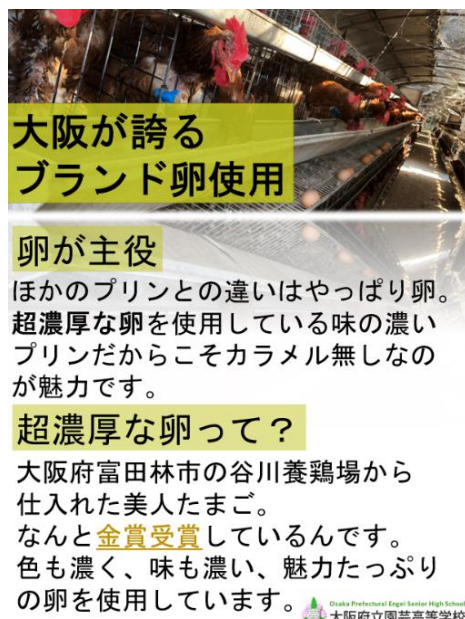 大阪が誇る
ブランド卵使用
卵が主役
ほかのプリンとの違いはやっぱり卵。
超濃厚な卵を使用している味の濃い
プリンだからこそカラメル無しなの
が魅力です。
超濃厚な卵って？
大阪府富田林市の谷川養鶏場から
仕入れた美人たまご。
なんと金賞受賞しているんです。
色も濃く、味も濃い、魅力たっぷり
の卵を使用しています。
Osaka Prefectural Engei Senior High School
大阪府立園芸高等学校